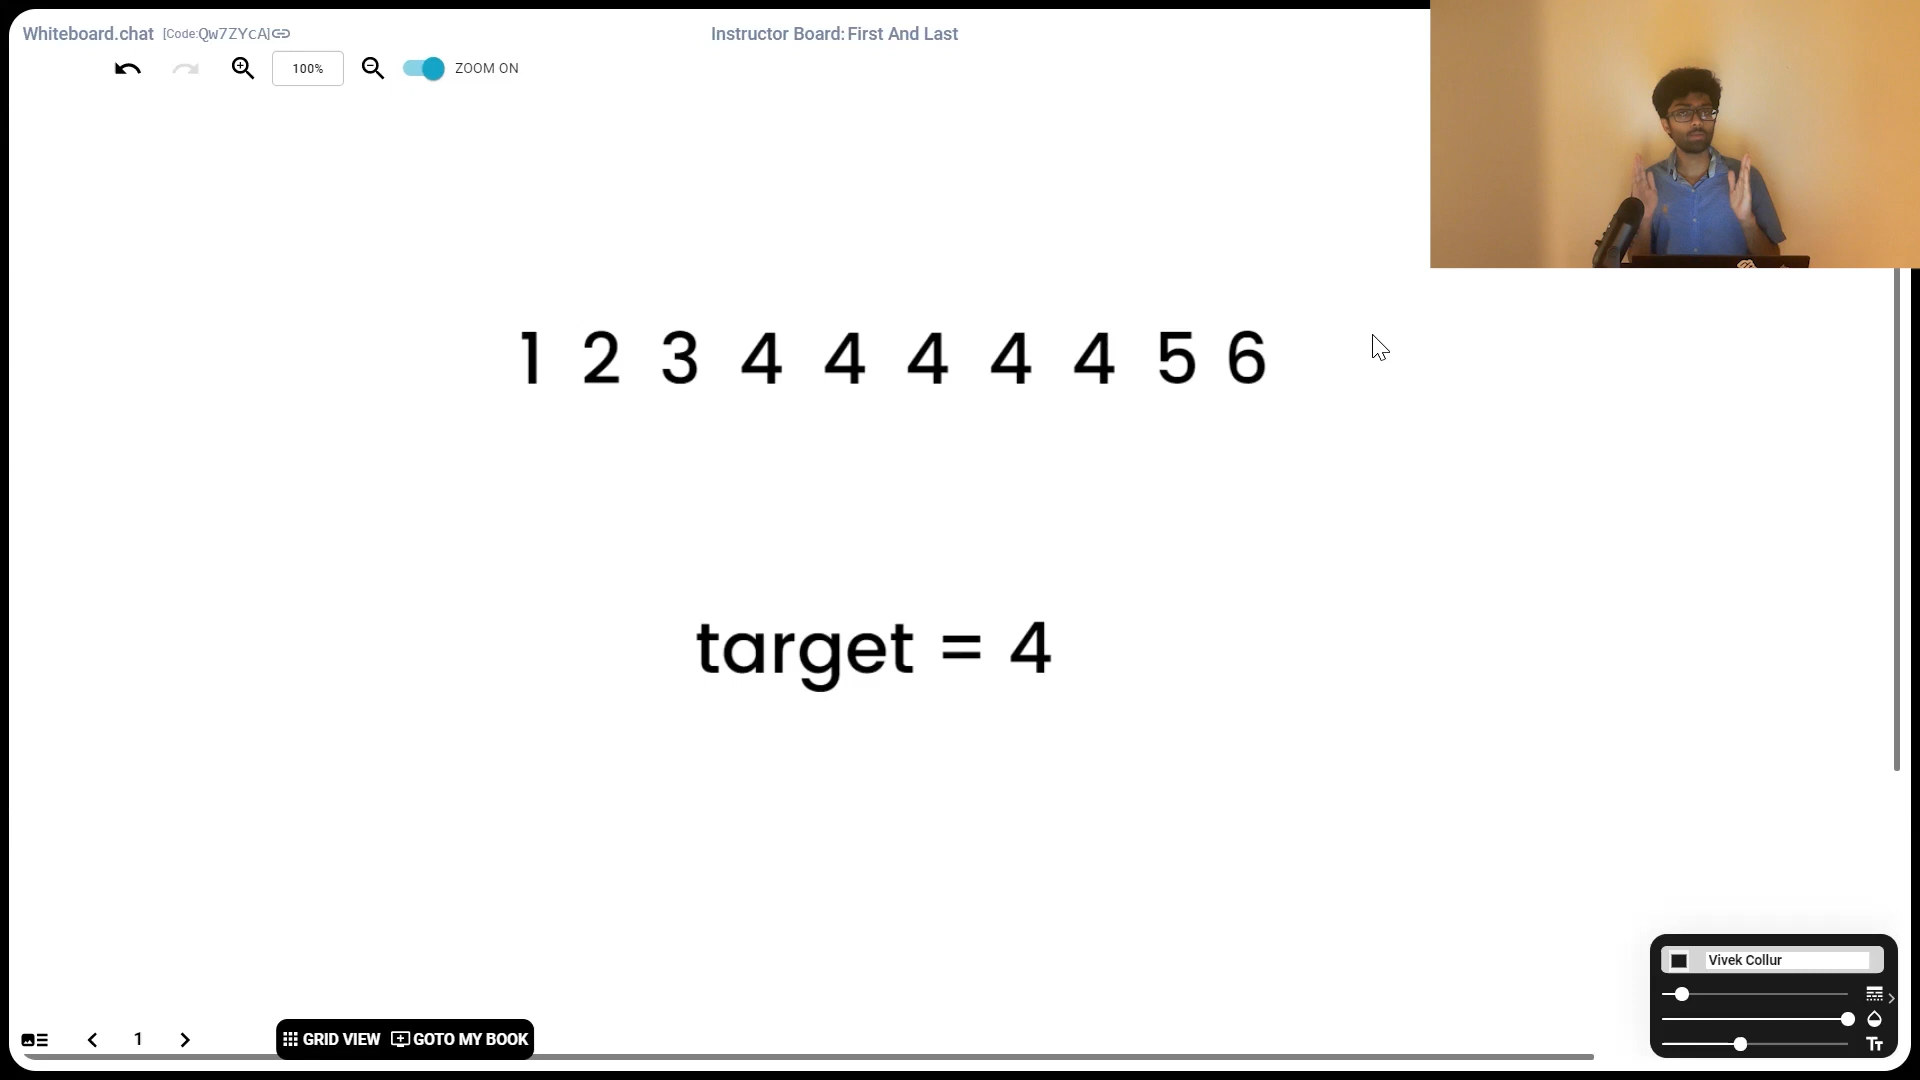 Whiteboard.chat [Code:Qw7ZYcA]
Instructor Board: First And Last
100%
ZOOM ON
1 2 3 4 4 4 4 4 5 6
target = 4
Vivek Collur
Tт
1
GRID VIEW GOTO MY BOOK